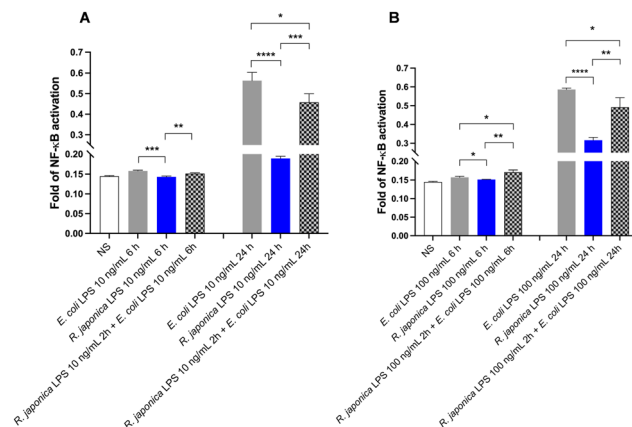 A
Fold of NF-κB activation
0.7
0.6
0.5
0.4
0.3
0.20
0.15
0.10
0.05
0.00
*
***
****
***
**
NS
E. coli LPS 10 ng/mL 6 h
R. japonica LPS 10 ng/mL 6 h
R. japonica LPS 10 ng/mL 2h + E. coli LPS 10 ng/mL 6h
E. coli LPS 10 ng/mL 24 h
R. japonica LPS 10 ng/mL 24 h
R. japonica LPS 10 ng/mL 2h + E. coli LPS 10 ng/mL 24h
B
Fold of NF-κB activation
0.7
0.6
0.5
0.4
0.3
0.20
0.15
0.10
0.05
0.00
*
**
****
*
**
*
NS
E. coli LPS 100 ng/mL 6 h
R. japonica LPS 100 ng/mL 6 h
R. japonica LPS 100 ng/mL 2h + E. coli LPS 100 ng/mL 6h
E. coli LPS 100 ng/mL 24 h
R. japonica LPS 100 ng/mL 24 h
R. japonica LPS 100 ng/mL 2h + E. coli LPS 100 ng/mL 24h